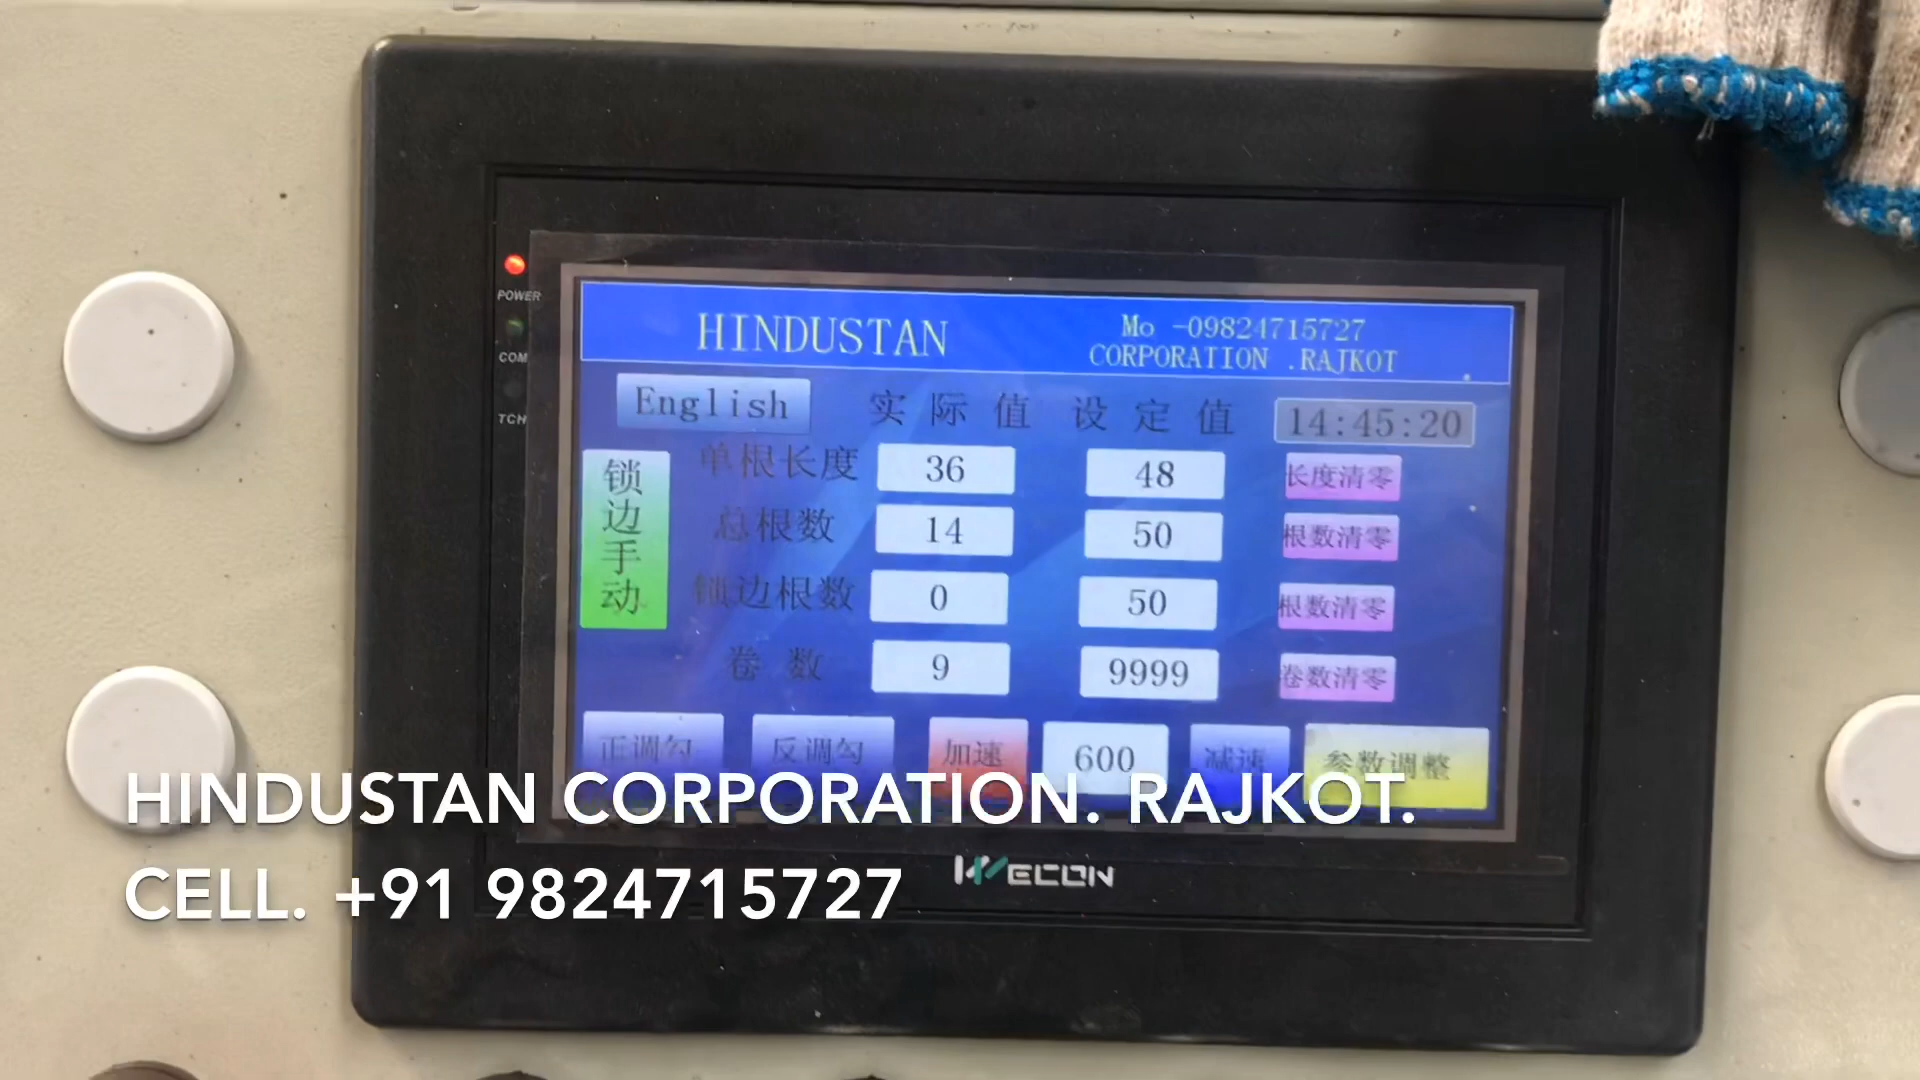 HINDUSTAN
Mo -09824715727
CORPORATION .RAJKOT
POWER
COM
TCH
English 实际值 设定值 14:45:20
锁边手动
单根长度 36 48 长度清零
总根数 14 50 根数清零
锁边根数 0 50 根数清零
卷数 9 9999 卷数清零
正调勾 反调勾 加速 600 减速 参数调整
HINDUSTAN CORPORATION. RAJKOT.
CELL. +91 9824715727
WECON